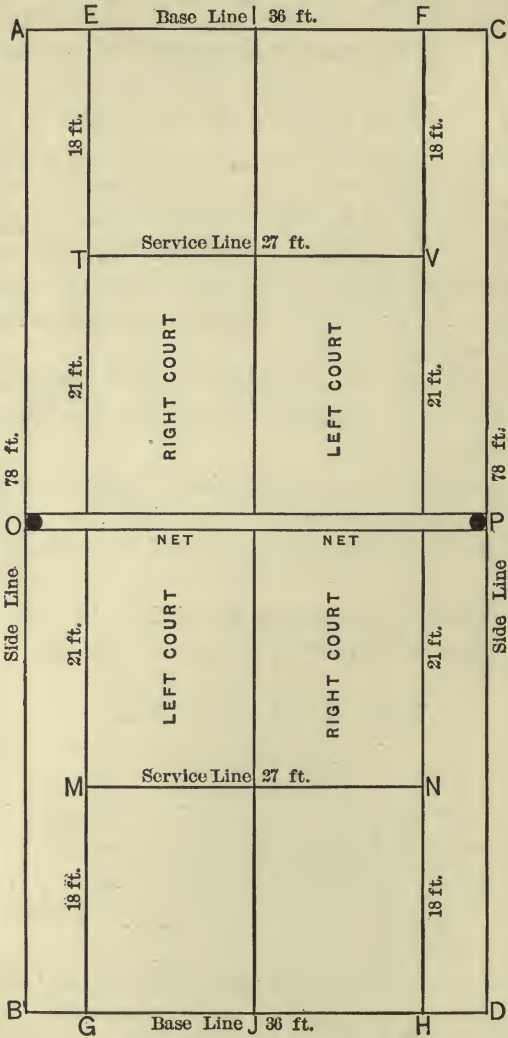 E Base Line I 36 ft. F
A C
18 ft. 18 ft.
Service Line 27 ft.
T V
21 ft. RIGHT COURT LEFT COURT 21 ft.
78 ft. 78 ft.
O P
NET NET
Side Line Side Line
21 ft. LEFT COURT RIGHT COURT 21 ft.
Service Line 27 ft.
M N
18 ft. 18 ft.
B D
G Base Line J 36 ft. H